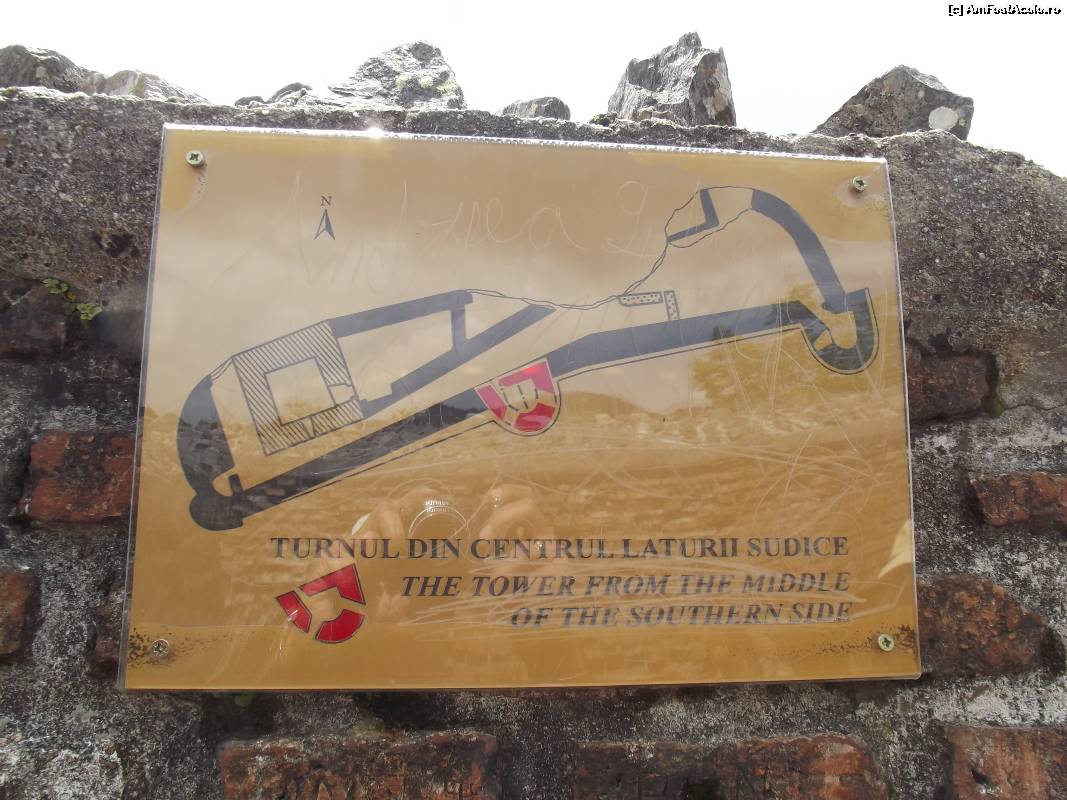 [c] AmFostAcolo.ro
N
TURNUL DIN CENTRUL LATURII SUDICE
THE TOWER FROM THE MIDDLE
OF THE SOUTHERN SIDE